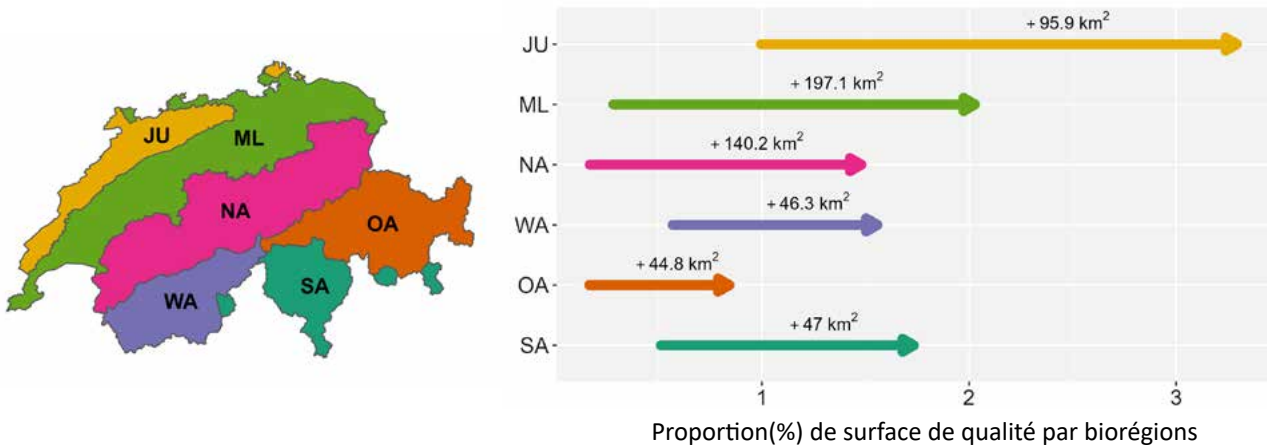 JU
ML
NA
OA
WA
SA
JU
+ 95.9 km²
ML
+ 197.1 km²
NA
+ 140.2 km²
WA
+ 46.3 km²
OA
+ 44.8 km²
SA
+ 47 km²
1 2 3
Proportion(%) de surface de qualité par biorégions